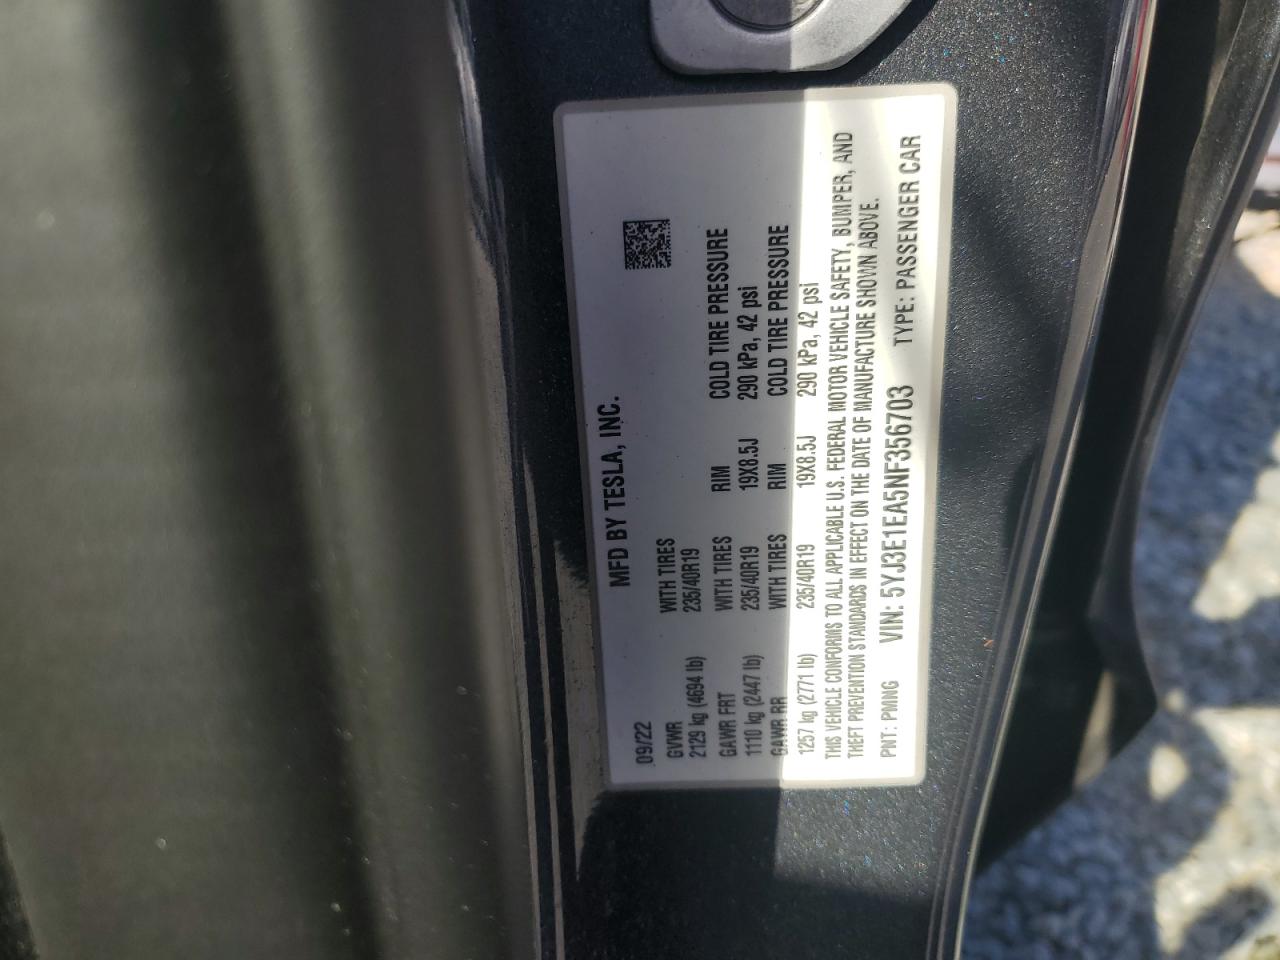 MFD BY TESLA, INC.
09/22
GVWR WITH TIRES
2129 kg (4694 lb) 235/40R19
GAWR FRT WITH TIRES RIM COLD TIRE PRESSURE
1110 kg (2447 lb) 235/40R19 19X8.5J 290 kPa, 42 psi
GAWR RR WITH TIRES RIM COLD TIRE PRESSURE
1257 kg (2771 lb) 235/40R19 19X8.5J 290 kPa, 42 psi
THIS VEHICLE CONFORMS TO ALL APPLICABLE U.S. FEDERAL MOTOR VEHICLE SAFETY, BUMPER, AND
THEFT PREVENTION STANDARDS IN EFFECT ON THE DATE OF MANUFACTURE SHOWN ABOVE.
PNT: PMNG VIN: 5YJ3E1EA5NF356703 TYPE: PASSENGER CAR